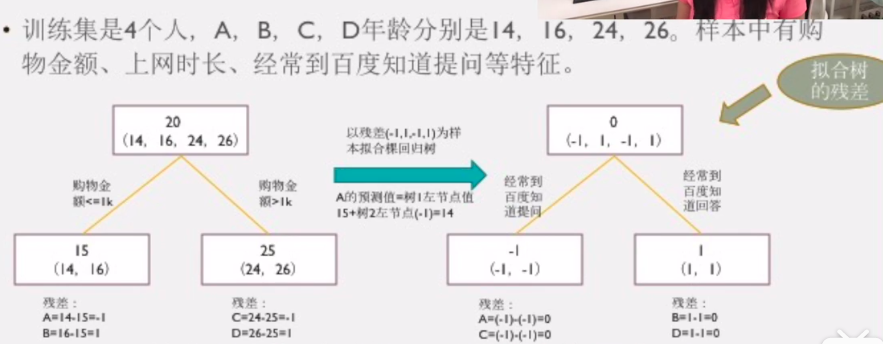 • 训练集是4个人，A，B，C，D年龄分别是14，16，24，26。样本中有购
物金额、上网时长、经常到百度知道提问等特征。
拟合树
的残差
20
（14，16，24，26）
以残差(-1,1,-1,1)为样
本拟合棵回归树
0
（-1，1，-1，1）
购物金
额<=1k
购物金
额>1k
A的预测值=树1左节点值
15+树2左节点(-1)=14
经常到
百度知
道提问
经常到
百度知
道回答
15
（14，16）
25
（24，26）
-1
（-1，-1）
1
（1，1）
残差：
A=14-15=-1
B=16-15=1
残差：
C=24-25=-1
D=26-25=1
残差：
A=(-1)-(-1)=0
C=(-1)-(-1)=0
残差：
B=1-1=0
D=1-1=0